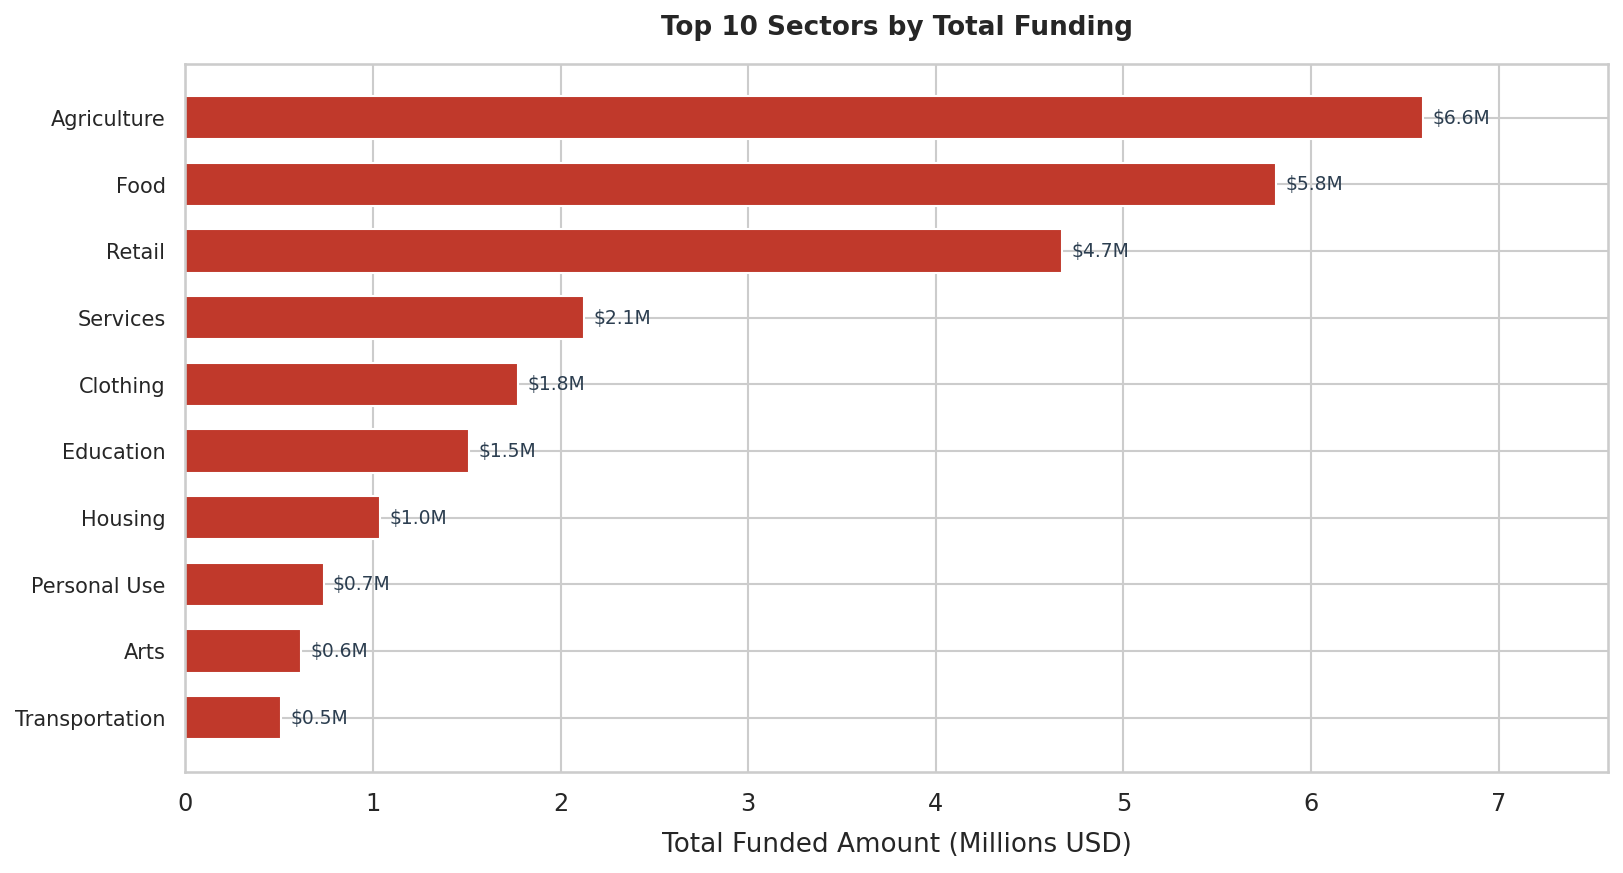 Top 10 Sectors by Total Funding
Agriculture $6.6M
Food $5.8M
Retail $4.7M
Services $2.1M
Clothing $1.8M
Education $1.5M
Housing $1.0M
Personal Use $0.7M
Arts $0.6M
Transportation $0.5M
0 1 2 3 4 5 6 7
Total Funded Amount (Millions USD)